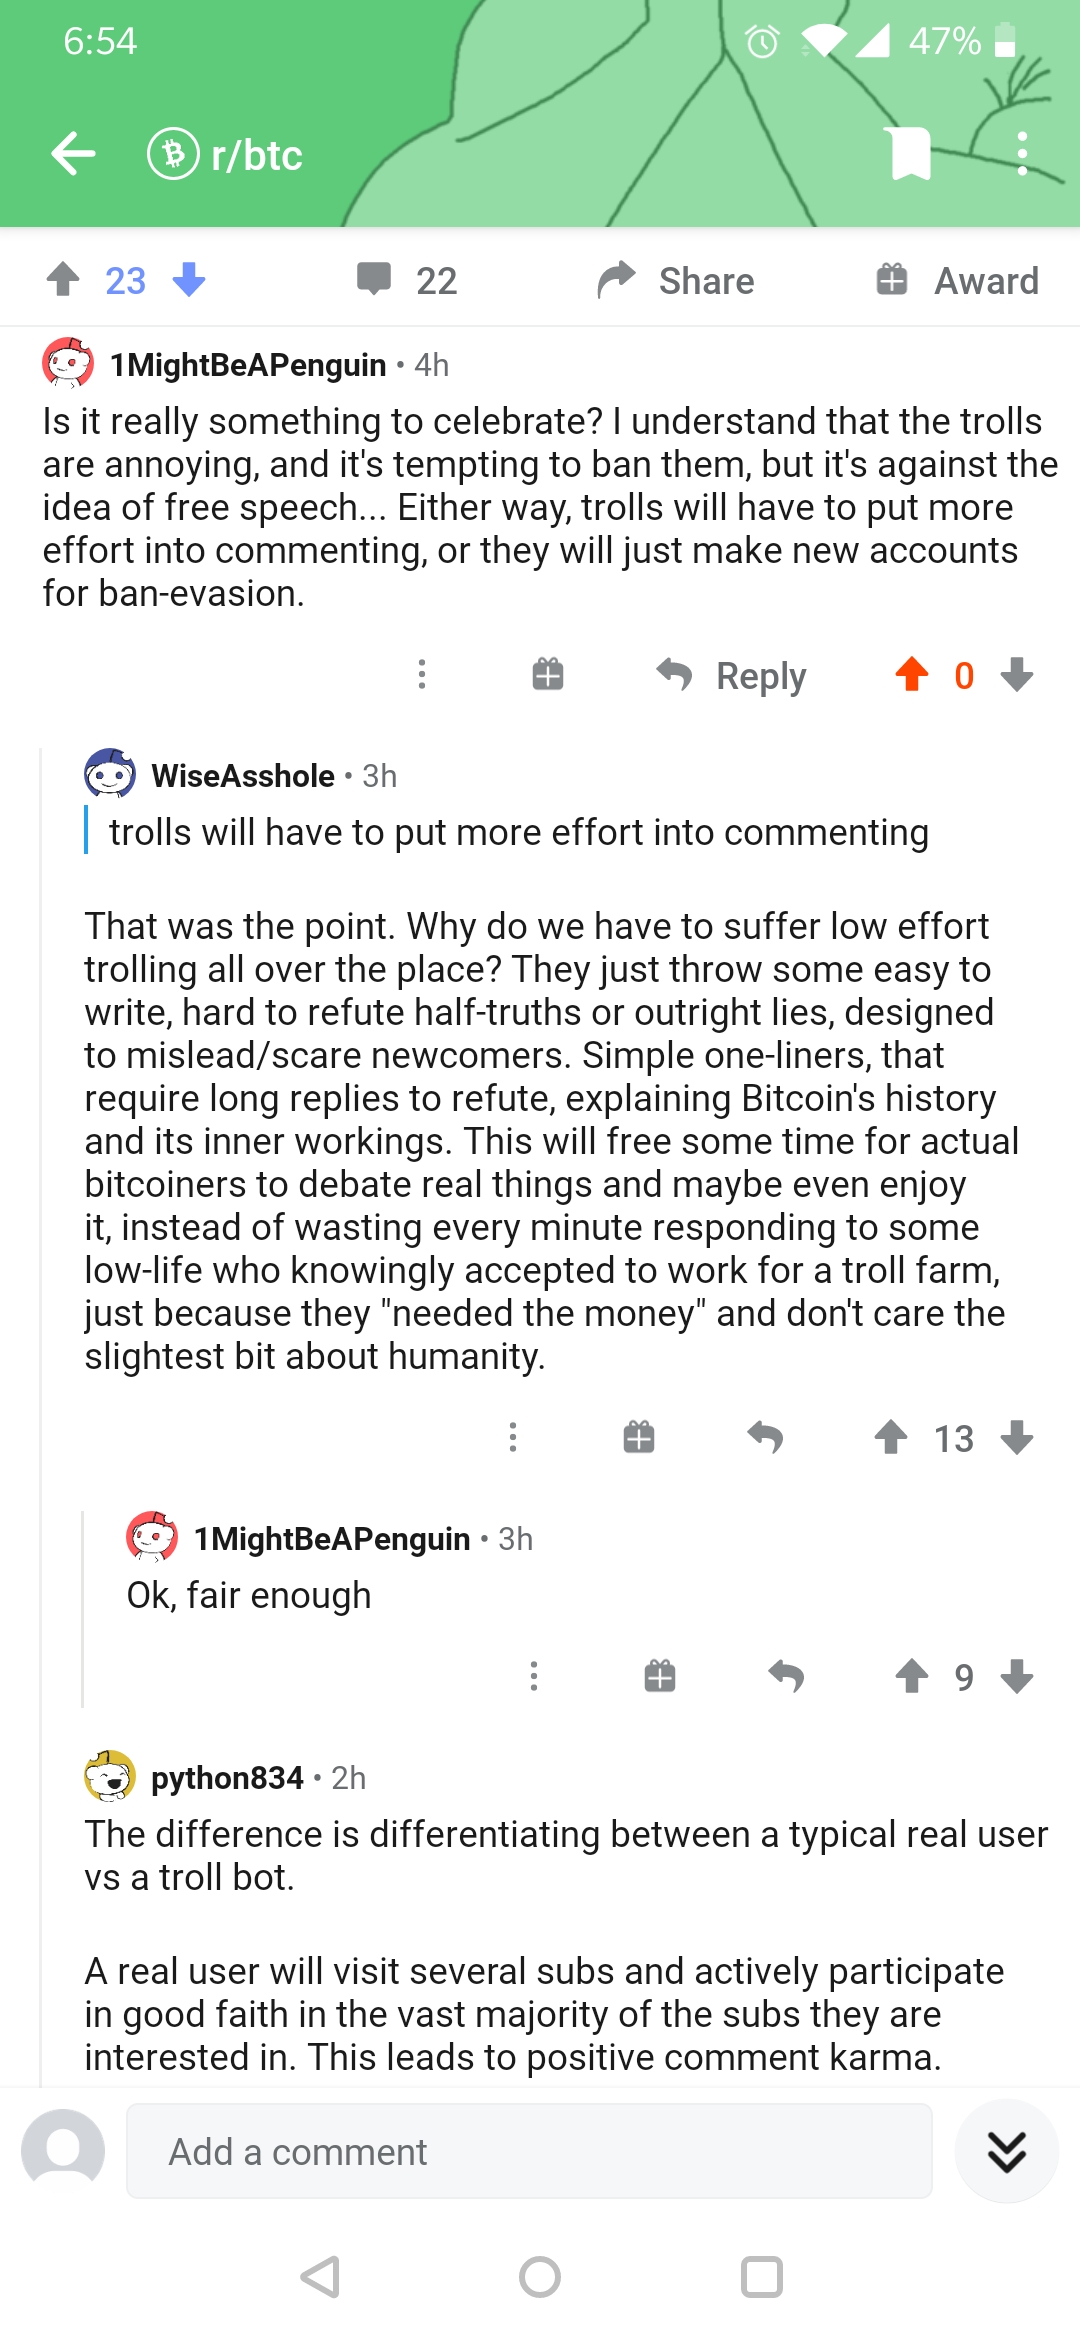 6:54
47%
r/btc
23
22
Share
Award
1MightBeAPenguin • 4h
Is it really something to celebrate? I understand that the trolls
are annoying, and it's tempting to ban them, but it's against the
idea of free speech... Either way, trolls will have to put more
effort into commenting, or they will just make new accounts
for ban-evasion.
Reply
0
WiseAsshole • 3h
trolls will have to put more effort into commenting
That was the point. Why do we have to suffer low effort
trolling all over the place? They just throw some easy to
write, hard to refute half-truths or outright lies, designed
to mislead/scare newcomers. Simple one-liners, that
require long replies to refute, explaining Bitcoin's history
and its inner workings. This will free some time for actual
bitcoiners to debate real things and maybe even enjoy
it, instead of wasting every minute responding to some
low-life who knowingly accepted to work for a troll farm,
just because they "needed the money" and don't care the
slightest bit about humanity.
13
1MightBeAPenguin • 3h
Ok, fair enough
9
python834 • 2h
The difference is differentiating between a typical real user
vs a troll bot.
A real user will visit several subs and actively participate
in good faith in the vast majority of the subs they are
interested in. This leads to positive comment karma.
Add a comment